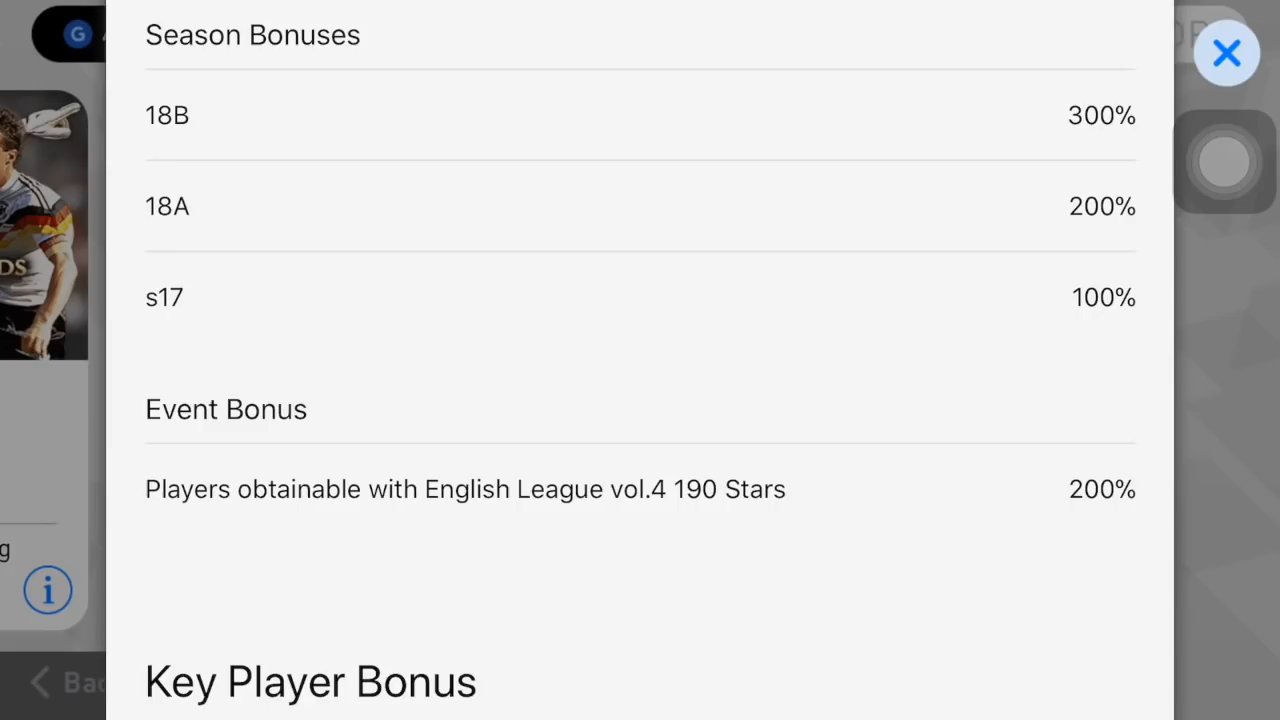 G
Season Bonuses
18B 300%
18A 200%
s17 100%
Event Bonus
Players obtainable with English League vol.4 190 Stars 200%
g
i
Key Player Bonus